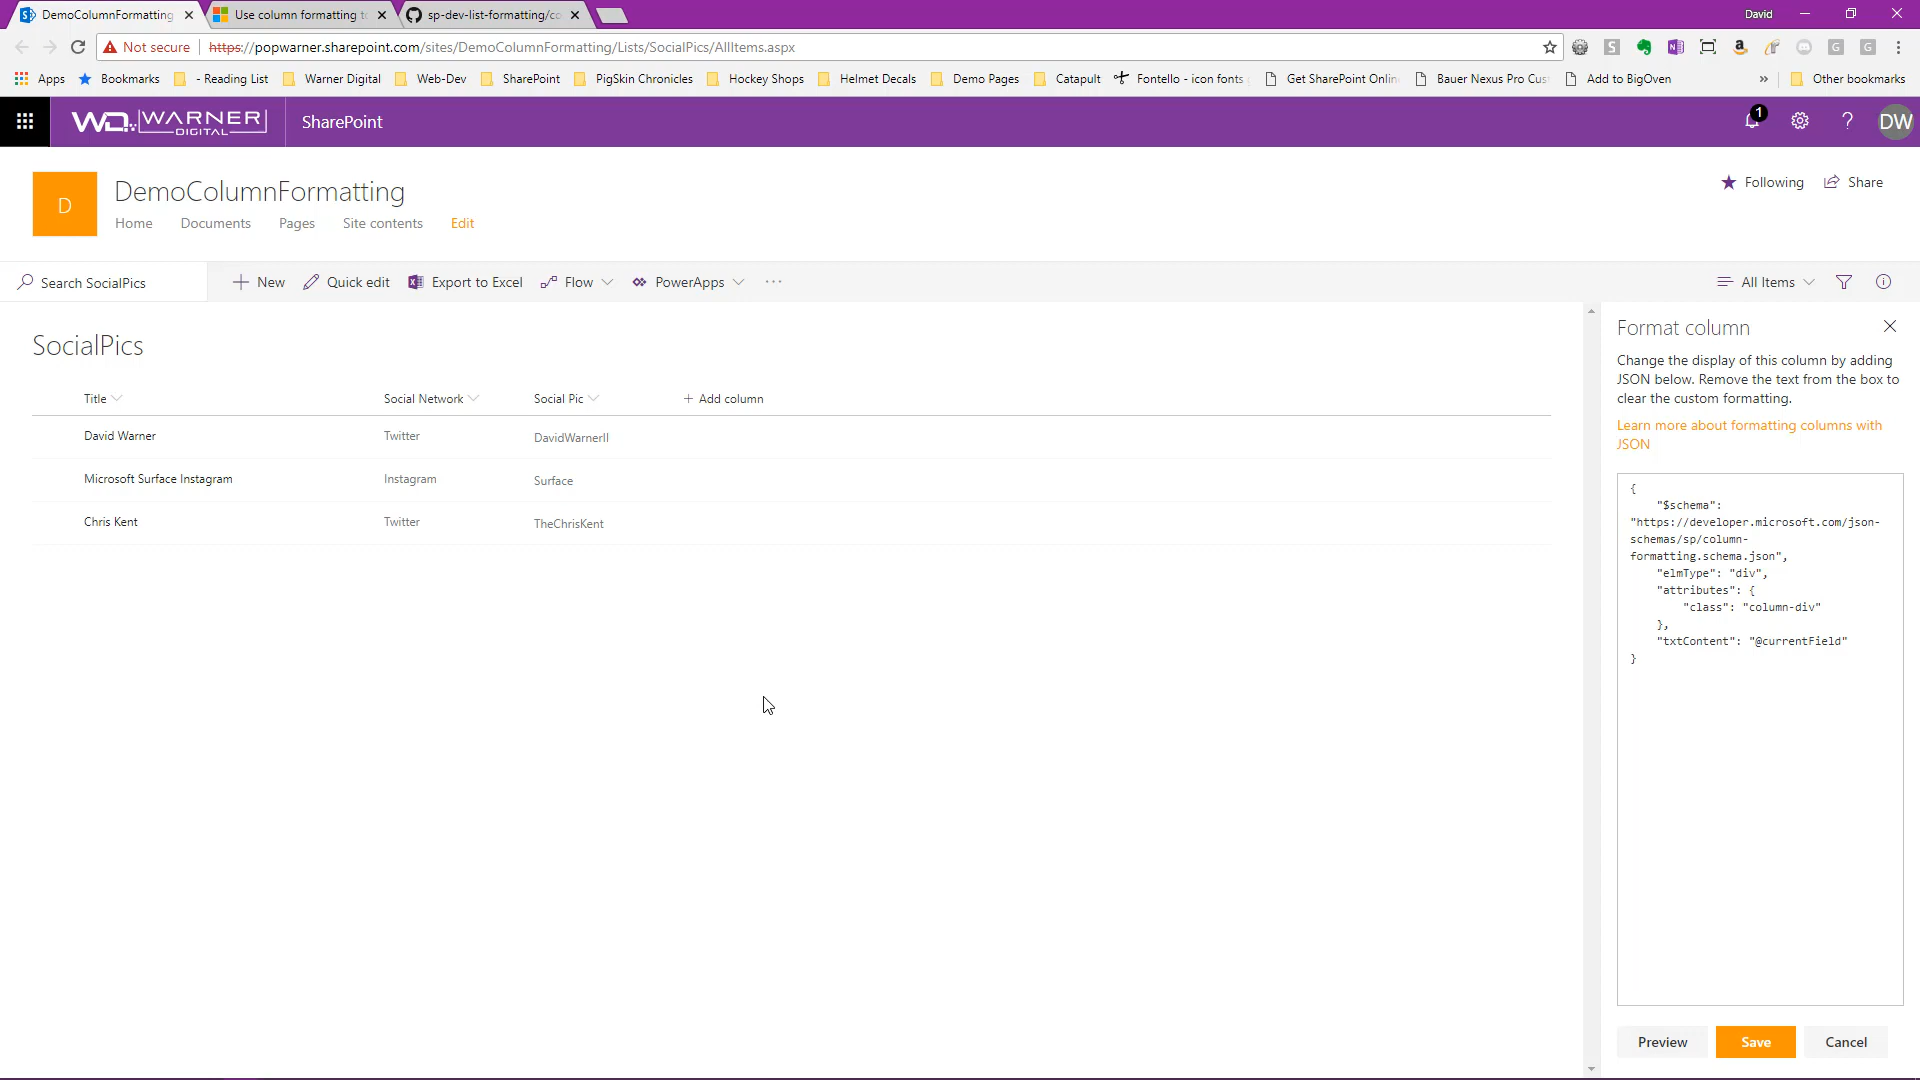 DemoColumnFormatting
Use column formatting to
sp-dev-list-formatting/co
David
Not secure
https://popwarner.sharepoint.com/sites/DemoColumnFormatting/Lists/SocialPics/AllItems.aspx
Apps
Bookmarks
- Reading List
Warner Digital
Web-Dev
SharePoint
PigSkin Chronicles
Hockey Shops
Helmet Decals
Demo Pages
Catapult
Fontello - icon fonts
Get SharePoint Onlin
Bauer Nexus Pro Cus
Add to BigOven
»
Other bookmarks
WD WARNER DIGITAL
SharePoint
1
?
DW
D
DemoColumnFormatting
Following
Share
Home
Documents
Pages
Site contents
Edit
Search SocialPics
New
Quick edit
Export to Excel
Flow
PowerApps
...
All Items
SocialPics
Title
Social Network
Social Pic
+ Add column
David Warner
Twitter
DavidWarnerII
Microsoft Surface Instagram
Instagram
Surface
Chris Kent
Twitter
TheChrisKent
Format column
Change the display of this column by adding
JSON below. Remove the text from the box to
clear the custom formatting.
Learn more about formatting columns with
JSON
{
"$schema":
"https://developer.microsoft.com/json-
schemas/sp/column-
formatting.schema.json",
"elmType": "div",
"attributes": {
"class": "column-div"
},
"txtContent": "@currentField"
}
Preview
Save
Cancel